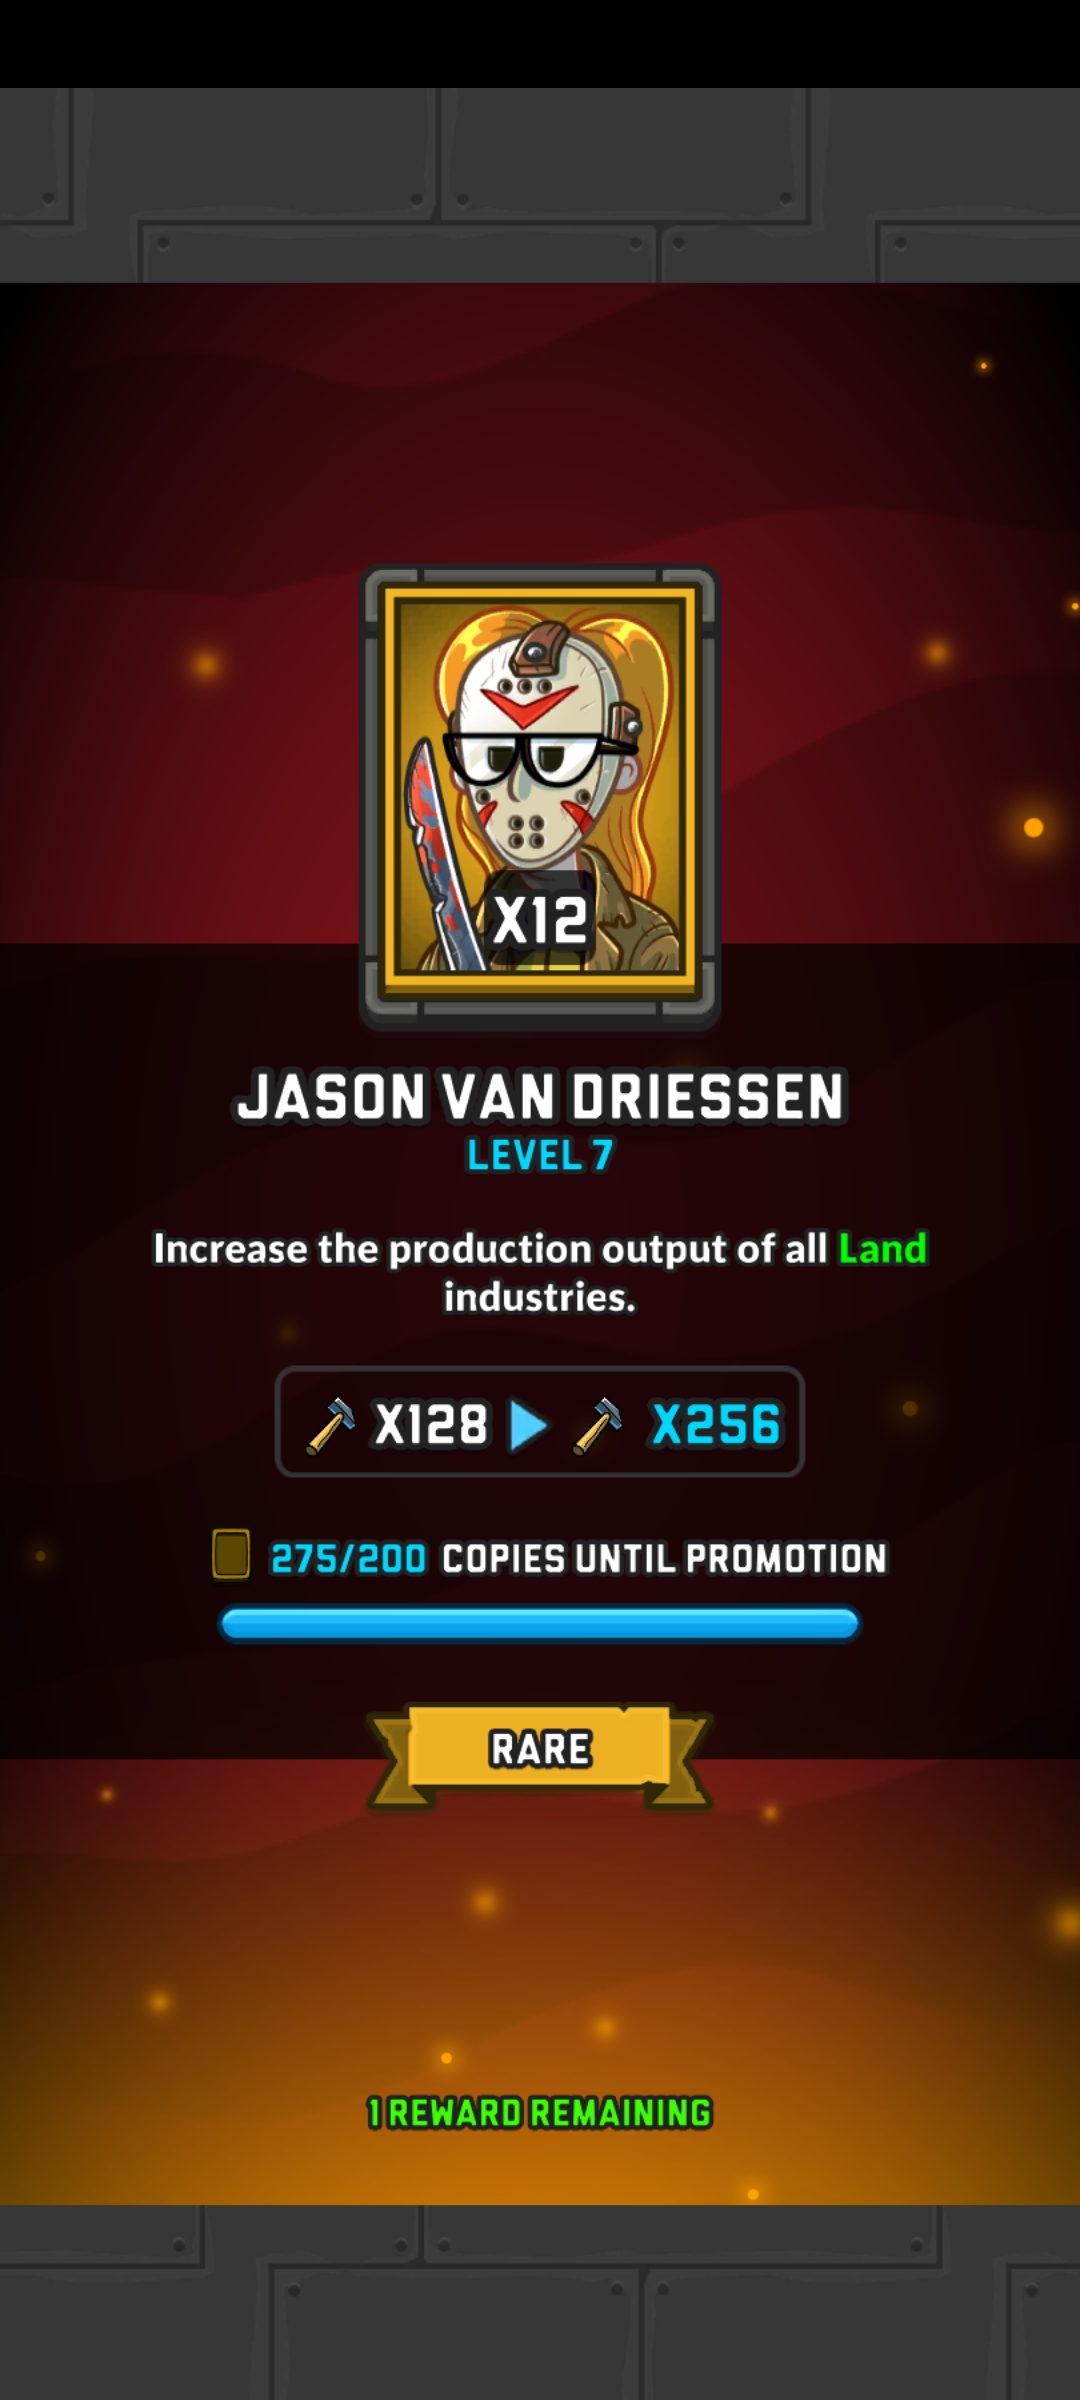 X12
JASON VAN DRIESSEN
LEVEL 7
Increase the production output of all Land
industries.
X128 X256
275/200 COPIES UNTIL PROMOTION
RARE
1 REWARD REMAINING